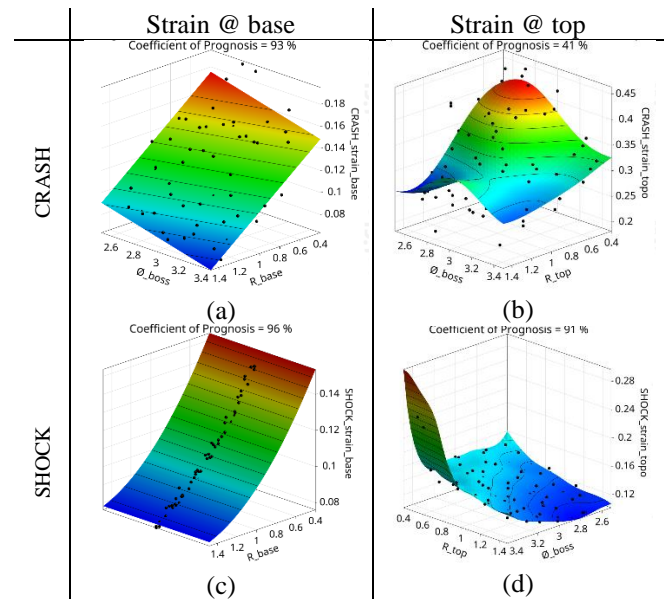 Strain @ base Strain @ top
CRASH
Coefficient of Prognosis = 93 %
0.18
0.16
0.14
0.12
0.1
0.08
CRASH_strain_base
2.6 2.8 3 3.2 3.4
Ø_boss
1.4 1.2 1 0.8 0.6 0.4
R_base
(a)
Coefficient of Prognosis = 41 %
0.45
0.4
0.35
0.3
0.25
0.2
CRASH_strain_topo
2.6 2.8 3 3.2 3.4
Ø_boss
1.4 1.2 1 0.8 0.6 0.4
R_top
(b)
SHOCK
Coefficient of Prognosis = 96 %
0.14
0.12
0.1
0.08
SHOCK_strain_base
1.4 1.2 1 0.8 0.6 0.4
R_base
(c)
Coefficient of Prognosis = 91 %
0.28
0.24
0.2
0.16
0.12
SHOCK_strain_topo
0.4 0.6 0.8 1 1.2 1.4
R_top
3.4 3.2 3 2.8 2.6
Ø_boss
(d)